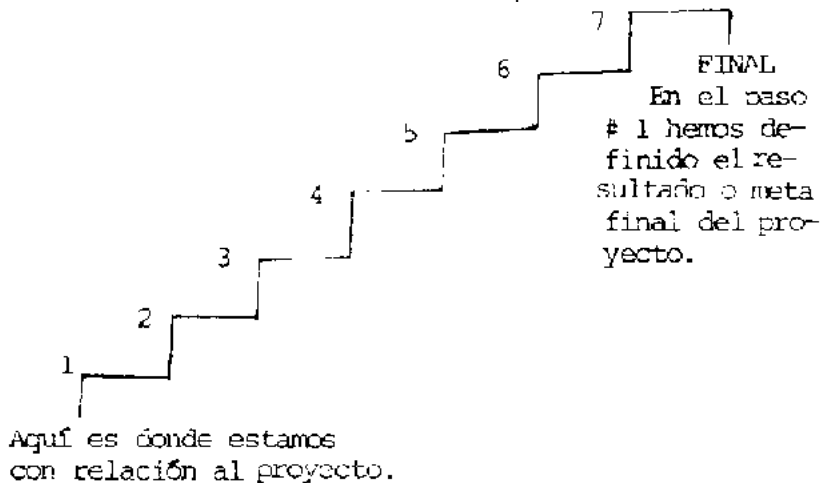 7
FINAL
6
En el paso
5
# 1 hemos de-
finido el re-
4
sultado o meta
final del pro-
3
yecto.
2
1
Aquí es donde estamos
con relación al proyecto.